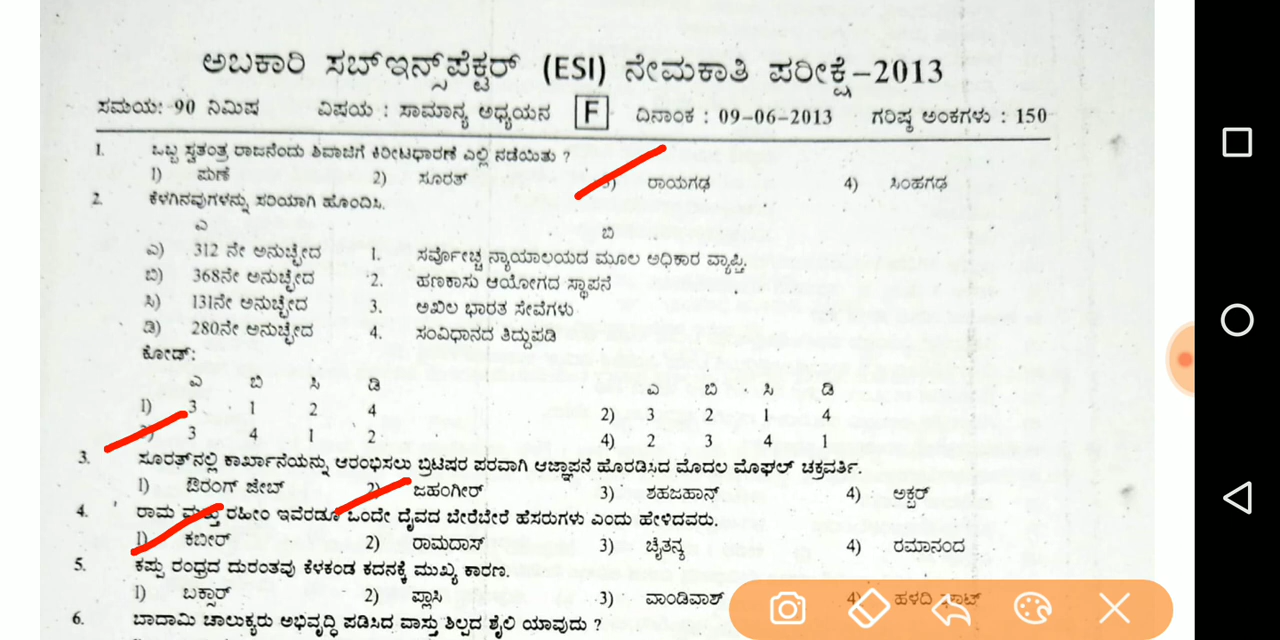 ಅಬಕಾರಿ ಸಬ್‌ಇನ್ಸ್‌ಪೆಕ್ಟರ್ (ESI) ನೇಮಕಾತಿ ಪರೀಕ್ಷೆ-2013
ಸಮಯ: 90 ನಿಮಿಷ ವಿಷಯ : ಸಾಮಾನ್ಯ ಅಧ್ಯಯನ F ದಿನಾಂಕ : 09-06-2013 ಗರಿಷ್ಠ ಅಂಕಗಳು : 150
1. ಒಬ್ಬ ಸ್ವತಂತ್ರ ರಾಜನೆಂದು ಶಿವಾಜಿಗೆ ಕಿರೀಟಧಾರಣೆ ಎಲ್ಲಿ ನಡೆಯಿತು ?
1) ಪುಣೆ 2) ಸೂರತ್ 3) ರಾಯಗಢ 4) ಸಿಂಹಗಢ
2. ಕೆಳಗಿನವುಗಳನ್ನು ಸರಿಯಾಗಿ ಹೊಂದಿಸಿ.
ಎ ಬಿ
ಎ) 312 ನೇ ಅನುಚ್ಛೇದ 1. ಸರ್ವೋಚ್ಚ ನ್ಯಾಯಾಲಯದ ಮೂಲ ಅಧಿಕಾರ ವ್ಯಾಪ್ತಿ.
ಬಿ) 368ನೇ ಅನುಚ್ಛೇದ 2. ಹಣಕಾಸು ಆಯೋಗದ ಸ್ಥಾಪನೆ
ಸಿ) 131ನೇ ಅನುಚ್ಛೇದ 3. ಅಖಿಲ ಭಾರತ ಸೇವೆಗಳು
ಡಿ) 280ನೇ ಅನುಚ್ಛೇದ 4. ಸಂವಿಧಾನದ ತಿದ್ದುಪಡಿ
ಕೋಡ್:
ಎ ಬಿ ಸಿ ಡಿ ಎ ಬಿ ಸಿ ಡಿ
1) 3 1 2 4 2) 3 2 1 4
3) 3 4 1 2 4) 2 3 4 1
3. ಸೂರತ್‌ನಲ್ಲಿ ಕಾರ್ಖಾನೆಯನ್ನು ಆರಂಭಿಸಲು ಬ್ರಿಟಿಷರ ಪರವಾಗಿ ಆಜ್ಞಾಪನೆ ಹೊರಡಿಸಿದ ಮೊದಲ ಮೊಘಲ್ ಚಕ್ರವರ್ತಿ.
1) ಔರಂಗ್ ಜೇಬ್ 2) ಜಹಂಗೀರ್ 3) ಶಹಜಹಾನ್ 4) ಅಕ್ಬರ್
4. ರಾಮ ಮತ್ತು ರಹೀಂ ಇವೆರಡೂ ಒಂದೇ ದೈವದ ಬೇರೆಬೇರೆ ಹೆಸರುಗಳು ಎಂದು ಹೇಳಿದವರು.
1) ಕಬೀರ್ 2) ರಾಮದಾಸ್ 3) ಚೈತನ್ಯ 4) ರಮಾನಂದ
5. ಕಪ್ಪು ರಂಧ್ರದ ದುರಂತವು ಕೆಳಕಂಡ ಕದನಕ್ಕೆ ಮುಖ್ಯ ಕಾರಣ.
1) ಬಕ್ಸಾರ್ 2) ಪ್ಲಾಸಿ 3) ವಾಂಡಿವಾಶ್ 4) ಹಳದಿ
6. ಬಾದಾಮಿ ಚಾಲುಕ್ಯರು ಅಭಿವೃದ್ಧಿ ಪಡಿಸಿದ ವಾಸ್ತು ಶಿಲ್ಪದ ಶೈಲಿ ಯಾವುದು ?